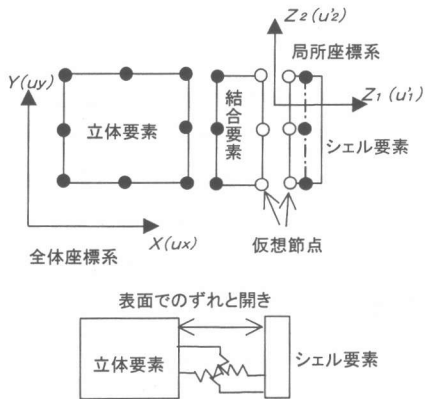 Z2(u'2)
局所座標系
Y(uy)
Z1(u'1)
立体要素
結合要素
シェル要素
仮想節点
X(ux)
全体座標系
表面でのずれと開き
立体要素
シェル要素